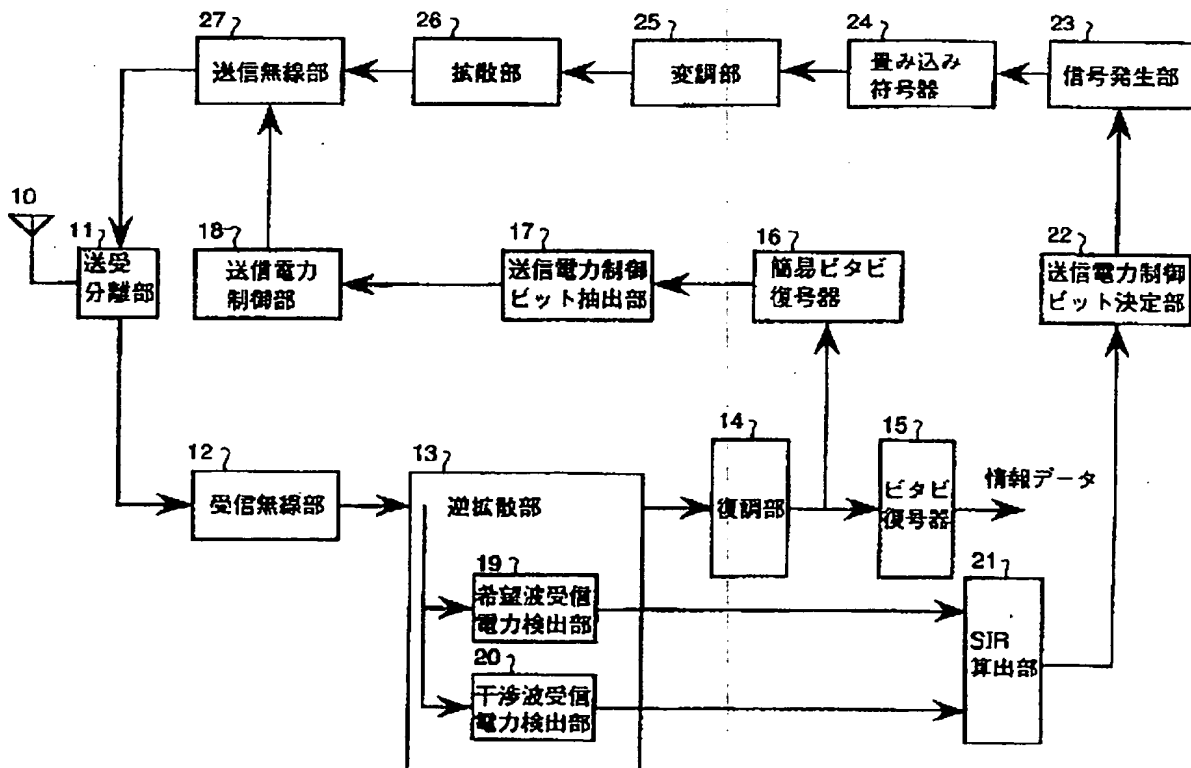 27
送信無線部
26
拡散部
25
変調部
24
畳み込み
符号器
23
信号発生部
10
11
送受
分離部
18
送信電力
制御部
17
送信電力制御
ビット抽出部
16
簡易ビタビ
復号器
22
送信電力制御
ビット決定部
12
受信無線部
13
逆拡散部
14
復調部
15
ビタビ
復号器
情報データ
19
希望波受信
電力検出部
20
干渉波受信
電力検出部
21
SIR
算出部